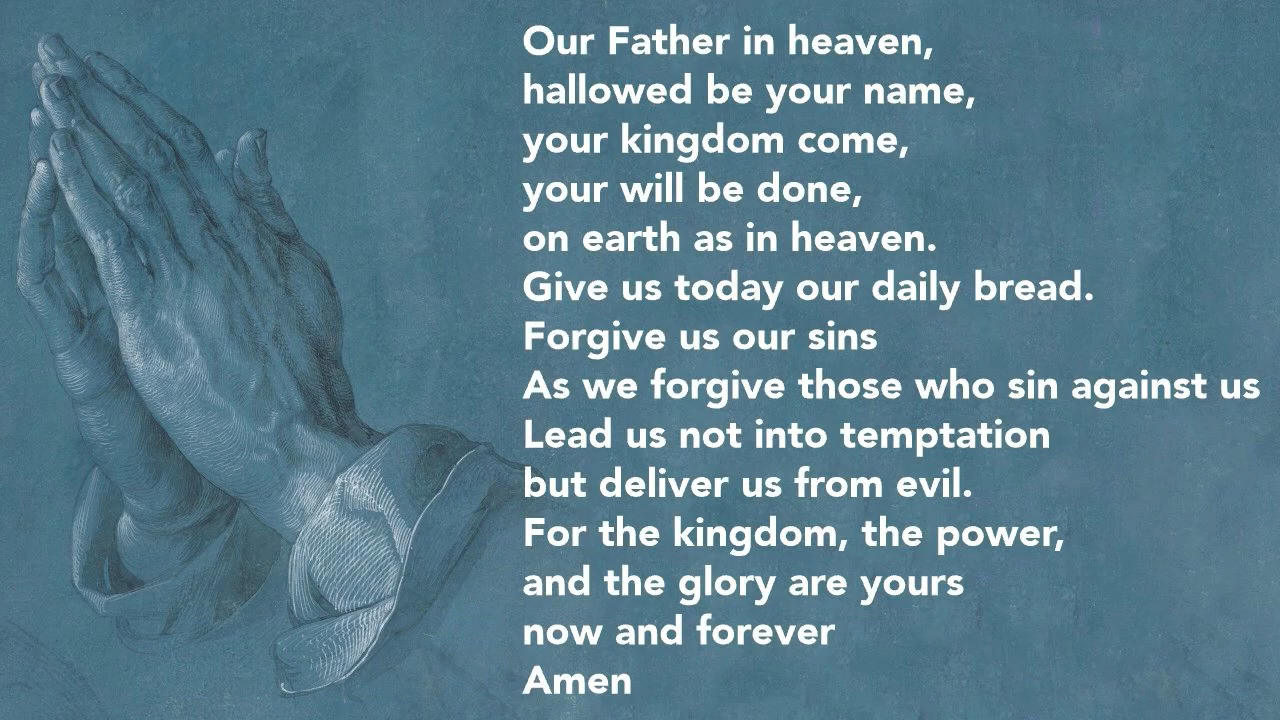 Our Father in heaven,
hallowed be your name,
your kingdom come,
your will be done,
on earth as in heaven.
Give us today our daily bread.
Forgive us our sins
As we forgive those who sin against us
Lead us not into temptation
but deliver us from evil.
For the kingdom, the power,
and the glory are yours
now and forever
Amen